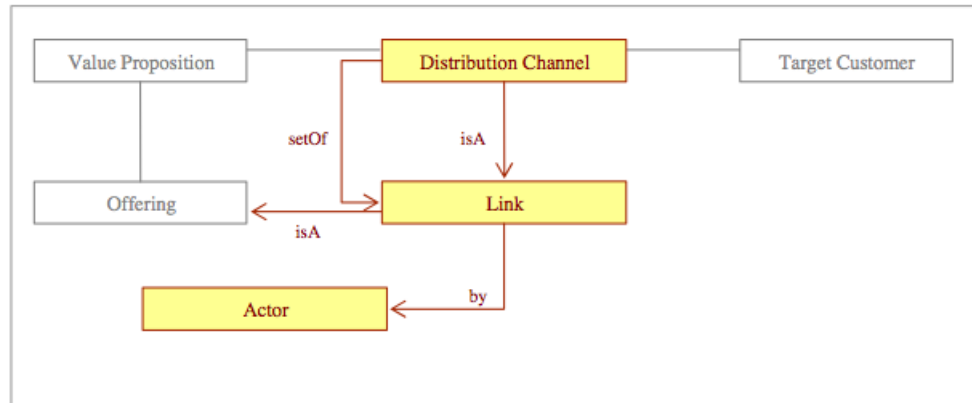 Value Proposition
Distribution Channel
Target Customer
setOf
isA
Offering
Link
isA
Actor
by